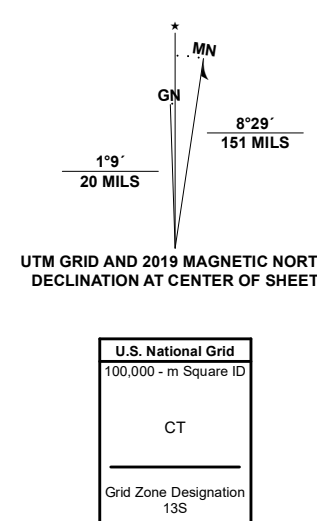 ★
MN
GN
8°29´
151 MILS
1°9´
20 MILS
UTM GRID AND 2019 MAGNETIC NORT
DECLINATION AT CENTER OF SHEET
U.S. National Grid
100,000 - m Square ID
CT
Grid Zone Designation
13S